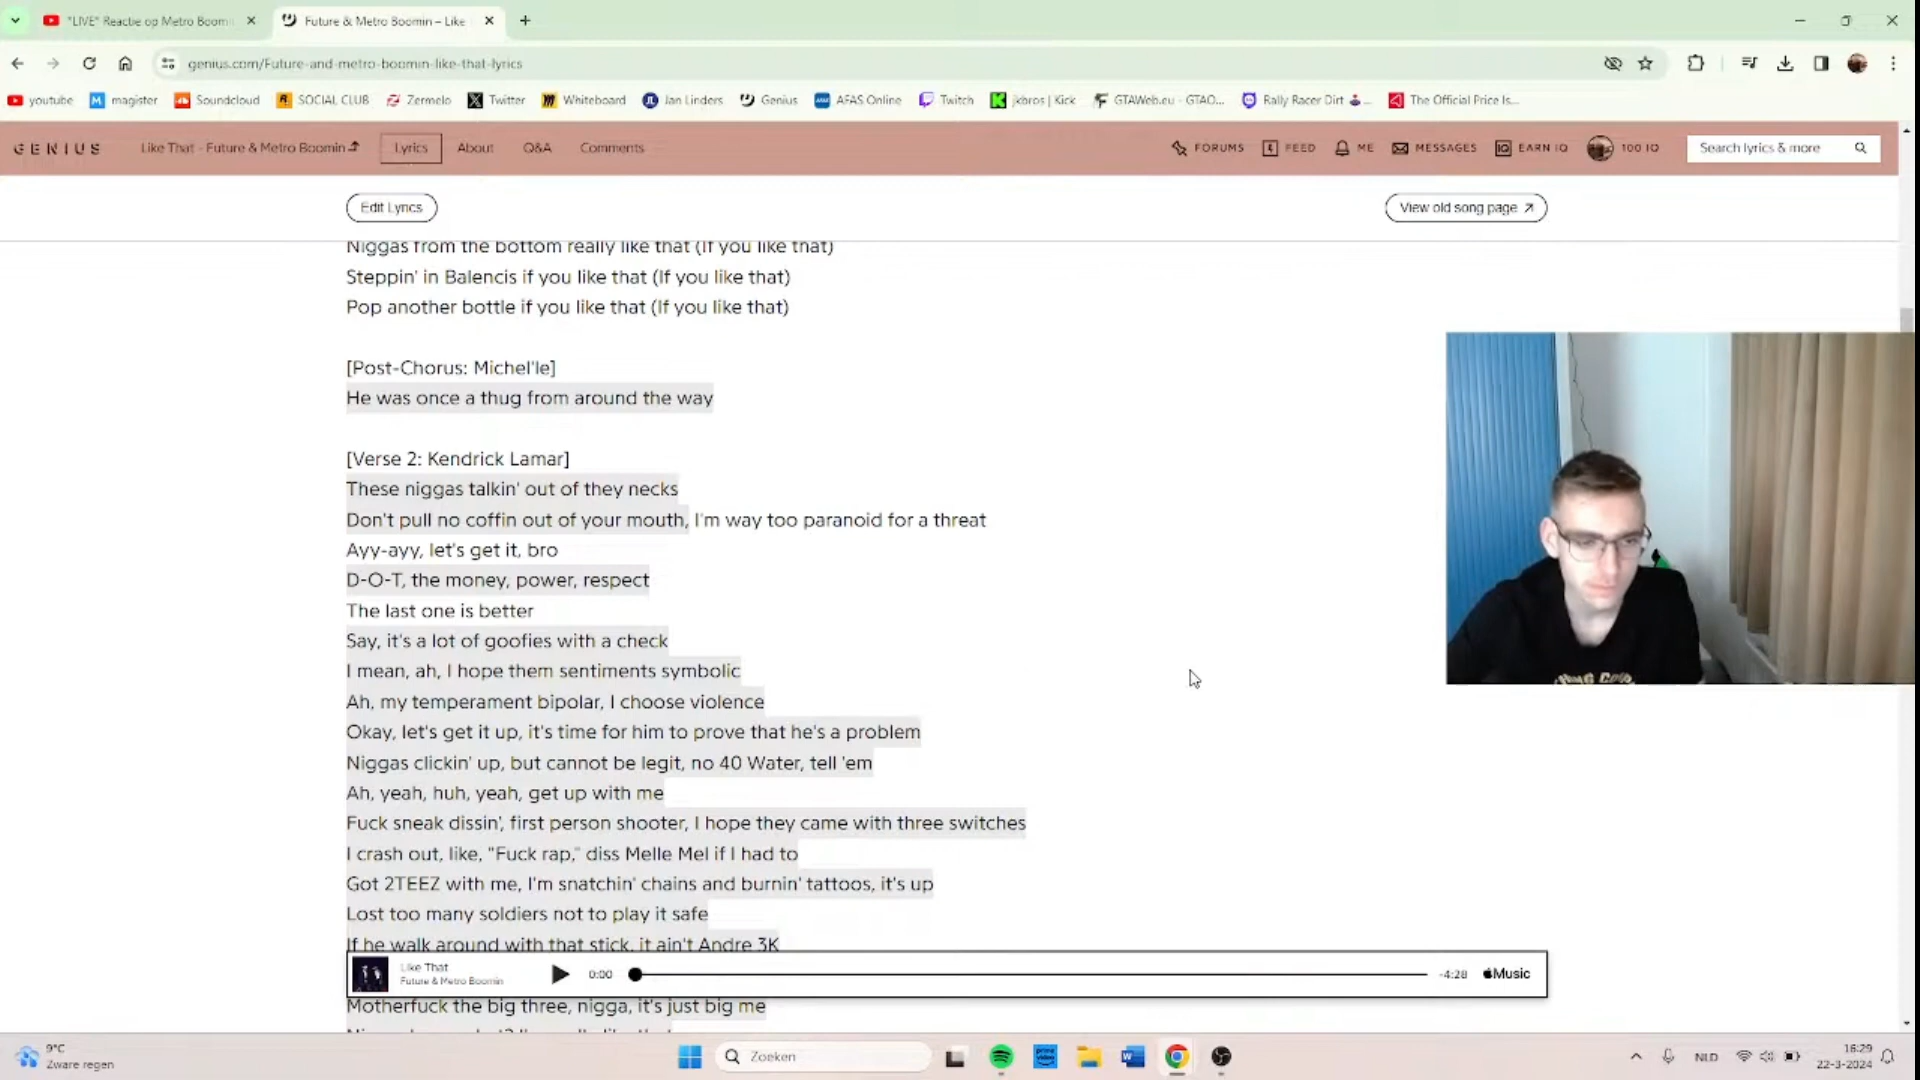 "LIVE" Reactie op Metro Boomi
Future & Metro Boomin – Like
genius.com/Future-and-metro-boomin-like-that-lyrics
youtube
magister
Soundcloud
SOCIAL CLUB
Zermelo
Twitter
Whiteboard
Jan Linders
Genius
AFAS Online
Twitch
jkbros | Kick
GTAWeb.eu - GTAO...
Rally Racer Dirt
The Official Price Is...
GENIUS
Like That - Future & Metro Boomin
Lyrics
About
Q&A
Comments
FORUMS
FEED
ME
MESSAGES
EARN IQ
100 IQ
Search lyrics & more
Edit Lyrics
View old song page
Niggas from the bottom really like that (If you like that)
Steppin' in Balencis if you like that (If you like that)
Pop another bottle if you like that (If you like that)
[Post-Chorus: Michel'le]
He was once a thug from around the way
[Verse 2: Kendrick Lamar]
These niggas talkin' out of they necks
Don't pull no coffin out of your mouth, I'm way too paranoid for a threat
Ayy-ayy, let's get it, bro
D-O-T, the money, power, respect
The last one is better
Say, it's a lot of goofies with a check
I mean, ah, I hope them sentiments symbolic
Ah, my temperament bipolar, I choose violence
Okay, let's get it up, it's time for him to prove that he's a problem
Niggas clickin' up, but cannot be legit, no 40 Water, tell 'em
Ah, yeah, huh, yeah, get up with me
Fuck sneak dissin', first person shooter, I hope they came with three switches
I crash out, like, "Fuck rap," diss Melle Mel if I had to
Got 2TEEZ with me, I'm snatchin' chains and burnin' tattoos, it's up
Lost too many soldiers not to play it safe
If he walk around with that stick, it ain't Andre 3K
Like That
Future & Metro Boomin
0:00
-4:28
Music
Motherfuck the big three, nigga, it's just big me
9°C
Zware regen
Zoeken
prime video
NLD
16:29
22-3-2024